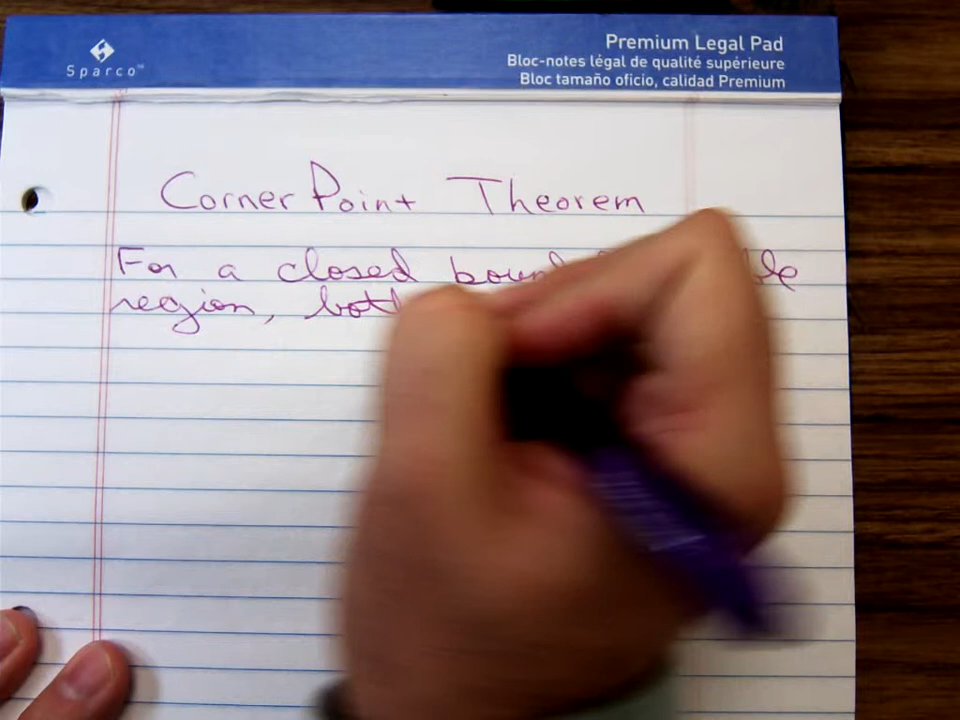 Sparco™
Premium Legal Pad
Bloc-notes légal de qualité supérieure
Bloc tamaño oficio, calidad Premium
Corner Point Theorem
For a closed
region,